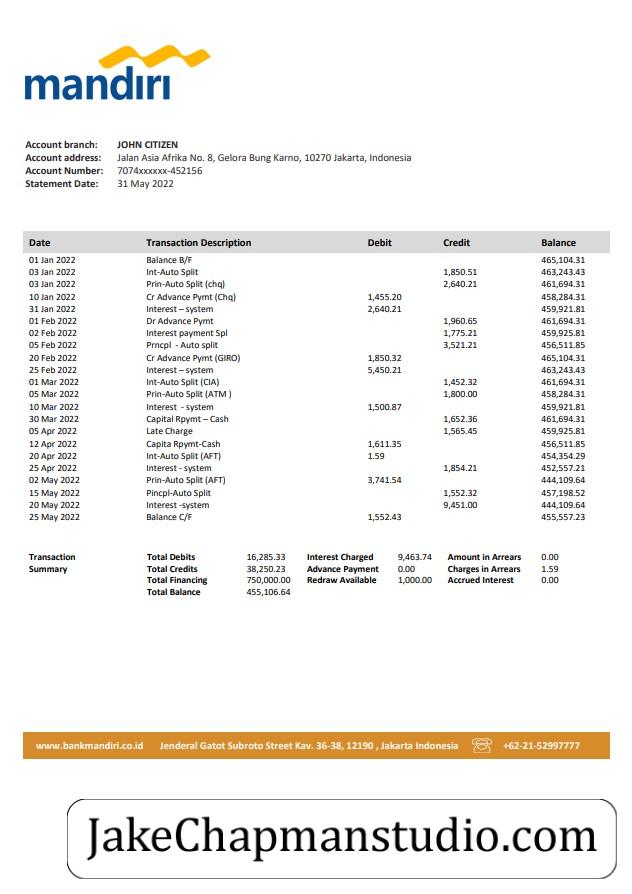 mandiri
Account branch: JOHN CITIZEN
Account address: Jalan Asia Afrika No. 8, Gelora Bung Karno, 10270 Jakarta, Indonesia
Account Number: 7074xxxxxx-452156
Statement Date: 31 May 2022
Date Transaction Description Debit Credit Balance
01 Jan 2022 Balance B/F 465,104.31
03 Jan 2022 Int-Auto Split 1,850.51 463,243.43
03 Jan 2022 Prin-Auto Split (chq) 2,640.21 461,694.31
10 Jan 2022 Cr Advance Pymt (Chq) 1,455.20 458,284.31
31 Jan 2022 Interest – system 2,640.21 459,921.81
01 Feb 2022 Dr Advance Pymt 1,960.65 461,694.31
02 Feb 2022 Interest payment Spl 1,775.21 459,925.81
05 Feb 2022 Prncpl - Auto split 3,521.21 456,511.85
20 Feb 2022 Cr Advance Pymt (GIRO) 1,850.32 465,104.31
25 Feb 2022 Interest – system 5,450.21 463,243.43
01 Mar 2022 Int-Auto Split (CIA) 1,452.32 461,694.31
05 Mar 2022 Prin-Auto Split (ATM ) 1,800.00 458,284.31
10 Mar 2022 Interest - system 1,500.87 459,921.81
30 Mar 2022 Capital Rpymt – Cash 1,652.36 461,694.31
05 Apr 2022 Late Charge 1,565.45 459,925.81
12 Apr 2022 Capita Rpymt-Cash 1,611.35 456,511.85
20 Apr 2022 Int-Auto Split (AFT) 1.59 454,354.29
25 Apr 2022 Interest - system 1,854.21 452,557.21
02 May 2022 Prin-Auto Split (AFT) 3,741.54 444,109.64
15 May 2022 Pincpl-Auto Split 1,552.32 457,198.52
20 May 2022 Interest -system 9,451.00 444,109.64
25 May 2022 Balance C/F 1,552.43 455,557.23
Transaction Total Debits 16,285.33 Interest Charged 9,463.74 Amount in Arrears 0.00
Summary Total Credits 38,250.23 Advance Payment 0.00 Charges in Arrears 1.59
Total Financing 750,000.00 Redraw Available 1,000.00 Accrued Interest 0.00
Total Balance 455,106.64
www.bankmandiri.co.id Jenderal Gatot Subroto Street Kav. 36-38, 12190 , Jakarta Indonesia +62-21-52997777
JakeChapmanstudio.com